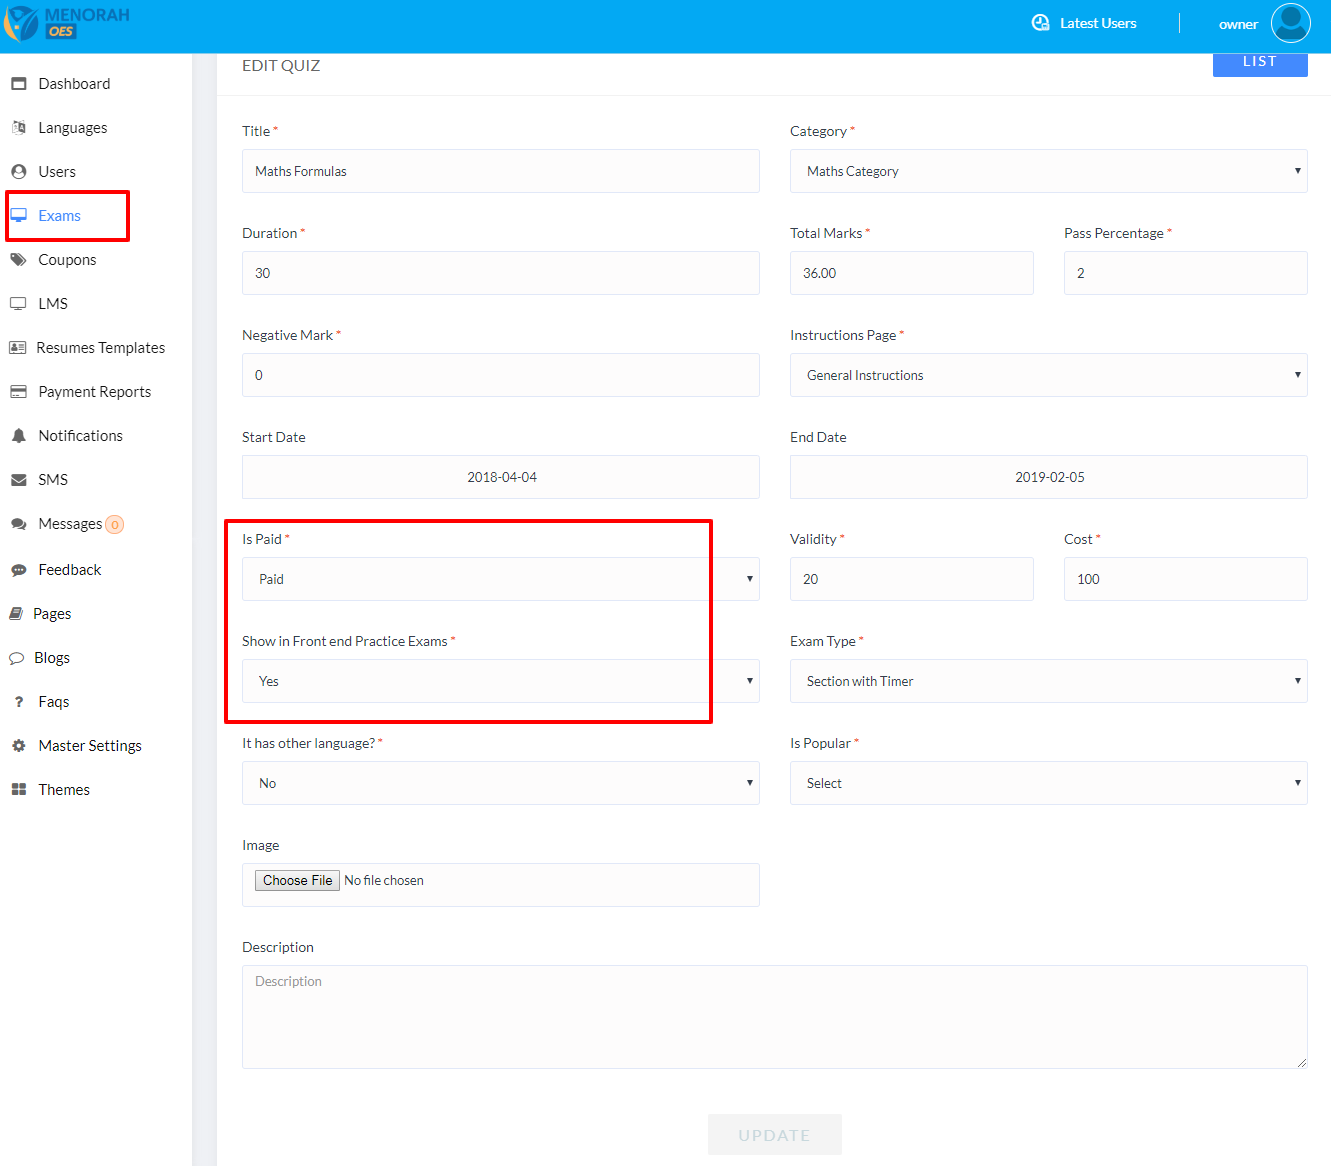 MENORAH
OES
Latest Users
owner
Dashboard
Languages
Users
Exams
Coupons
LMS
Resumes Templates
Payment Reports
Notifications
SMS
Messages 0
Feedback
Pages
Blogs
? Faqs
Master Settings
Themes
EDIT QUIZ
LIST
Title *
Category *
Maths Formulas
Maths Category
Duration *
Total Marks *
Pass Percentage *
30
36.00
2
Negative Mark *
Instructions Page *
0
General Instructions
Start Date
End Date
2018-04-04
2019-02-05
Is Paid *
Validity *
Cost *
Paid
20
100
Show in Front end Practice Exams *
Exam Type *
Yes
Section with Timer
It has other language? *
Is Popular *
No
Select
Image
Choose File No file chosen
Description
Description
UPDATE